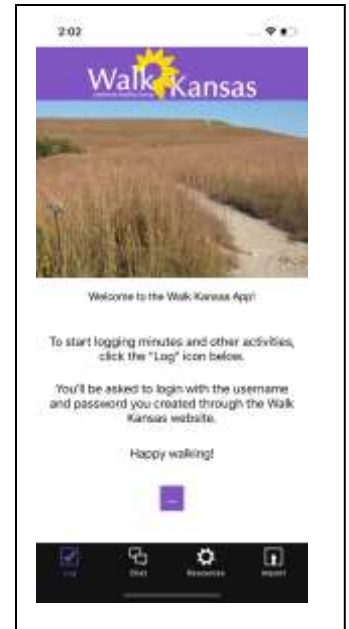 2:02
Walk Kansas
Welcome to the Walk Kansas App!
To start logging minutes and other activities,
click the "Log" icon below.
You'll be asked to login with the username
and password you created through the Walk
Kansas website.
Happy walking!
...
Log Chat Resources Import